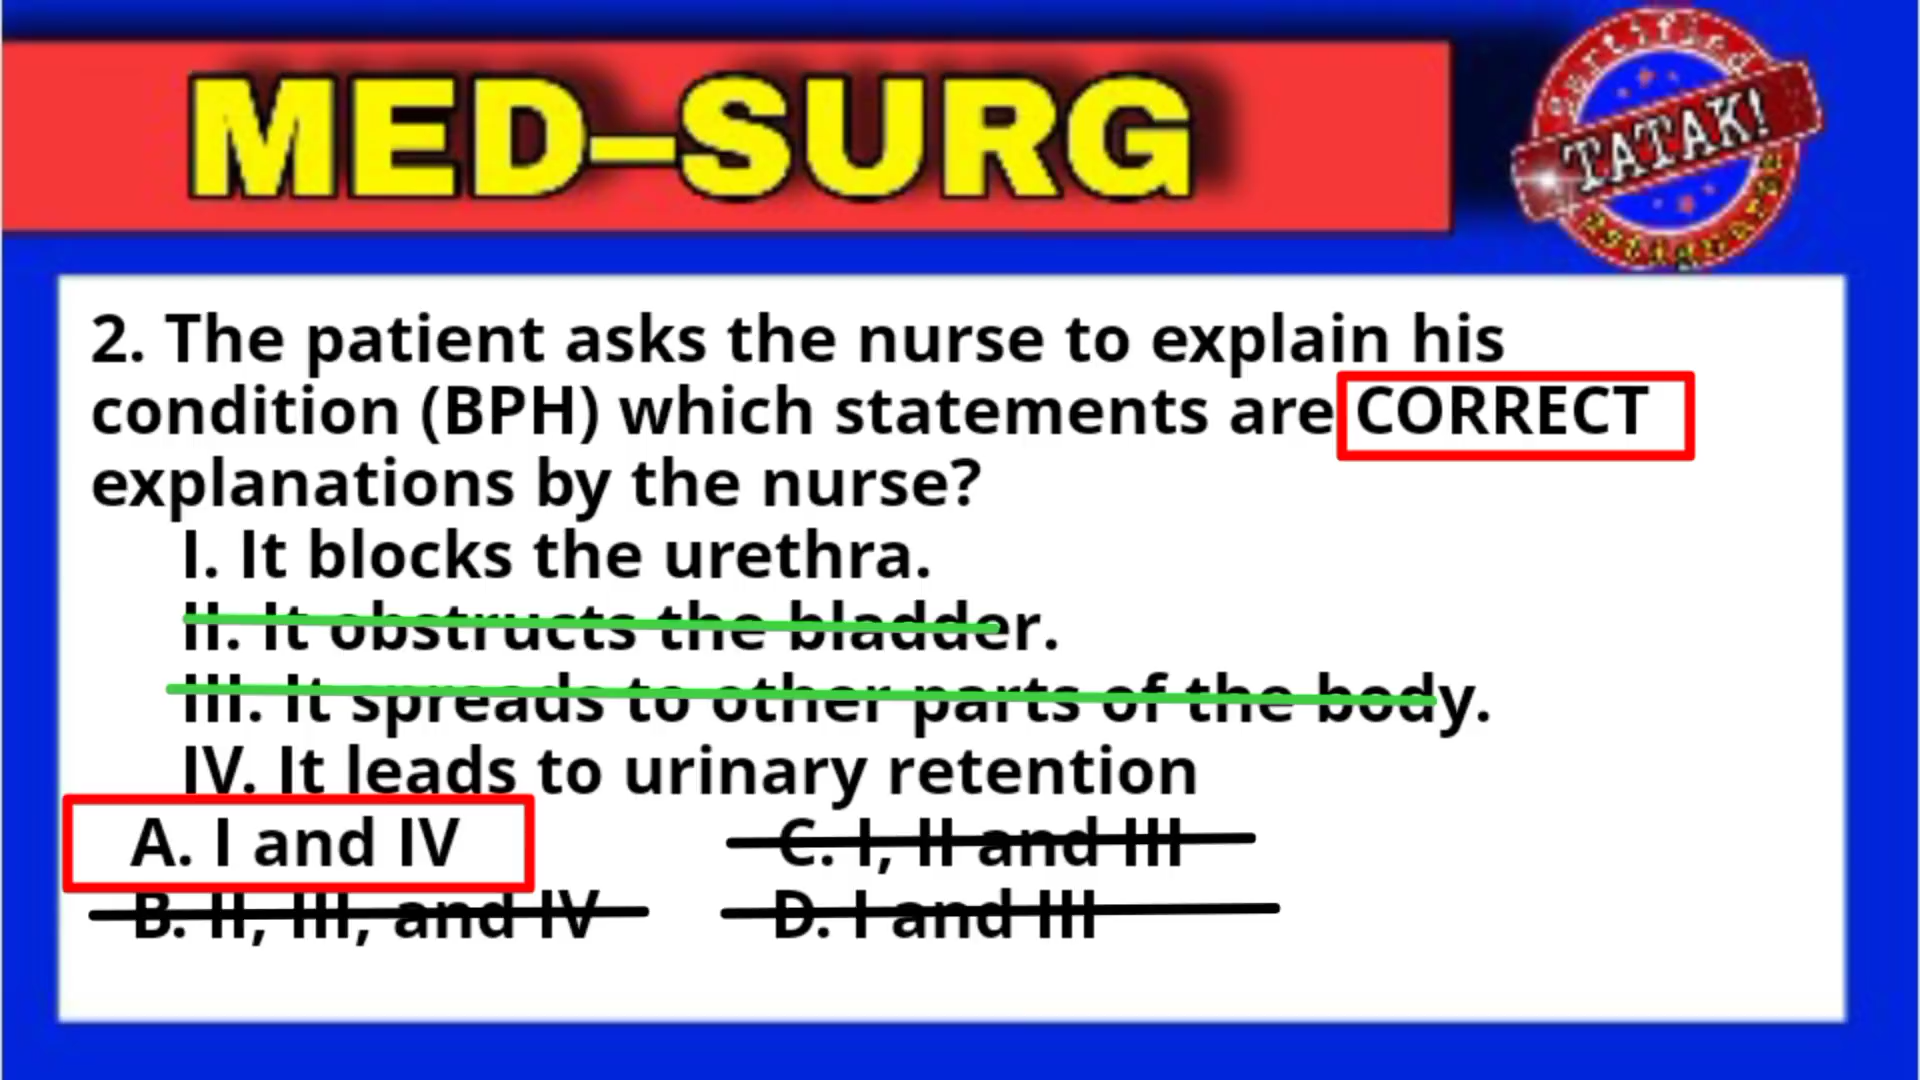 MED–SURG
certified
TATAK!
2. The patient asks the nurse to explain his
condition (BPH) which statements are CORRECT
explanations by the nurse?
I. It blocks the urethra.
II. It obstructs the bladder.
III. It spreads to other parts of the body.
IV. It leads to urinary retention
A. I and IV
C. I, II and III
B. II, III, and IV
D. I and III